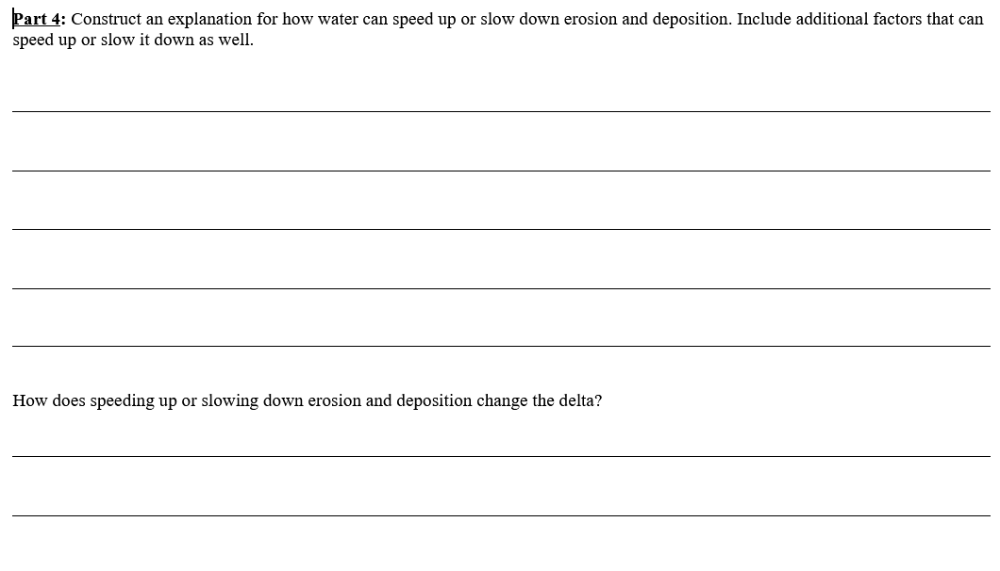 Part 4: Construct an explanation for how water can speed up or slow down erosion and deposition. Include additional factors that can
speed up or slow it down as well.
How does speeding up or slowing down erosion and deposition change the delta?